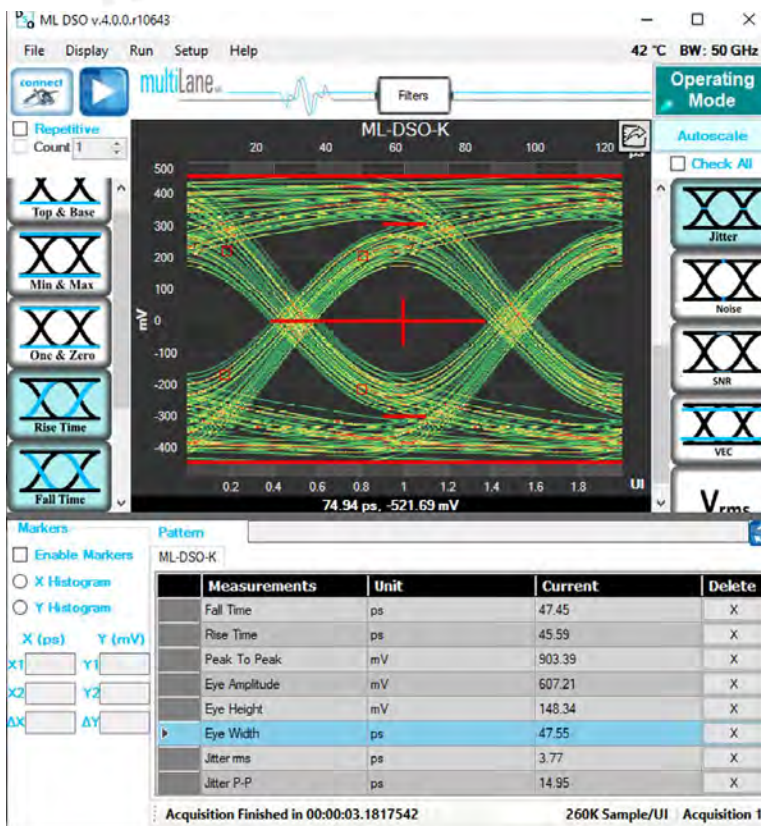 ML DSO v.4.0.0.r10643
File Display Run Setup Help 42 °C BW: 50 GHz
connect
multiLane
Filters
Operating
Mode
Repetitive
Count 1
Autoscale
Check All
ML-DSO-K
20 40 60 80 100 120
500
400
300
200
100
0
-100
-200
-300
-400
mV
0.2 0.4 0.6 0.8 1 1.2 1.4 1.6 1.8 UI
74.94 ps, -521.69 mV
Top & Base
Min & Max
One & Zero
Rise Time
Fall Time
Jitter
Noise
SNR
VEC
Vrms
Markers
Enable Markers
X Histogram
Y Histogram
X (ps) Y (mV)
X1 Y1
X2 Y2
ΔX ΔY
Pattern
ML-DSO-K
Measurements Unit Current Delete
Fall Time ps 47.45 X
Rise Time ps 45.59 X
Peak To Peak mV 903.39 X
Eye Amplitude mV 607.21 X
Eye Height mV 148.34 X
Eye Width ps 47.55 X
Jitter rms ps 3.77 X
Jitter P-P ps 14.95 X
Acquisition Finished in 00:00:03.1817542 260K Sample/UI Acquisition 1